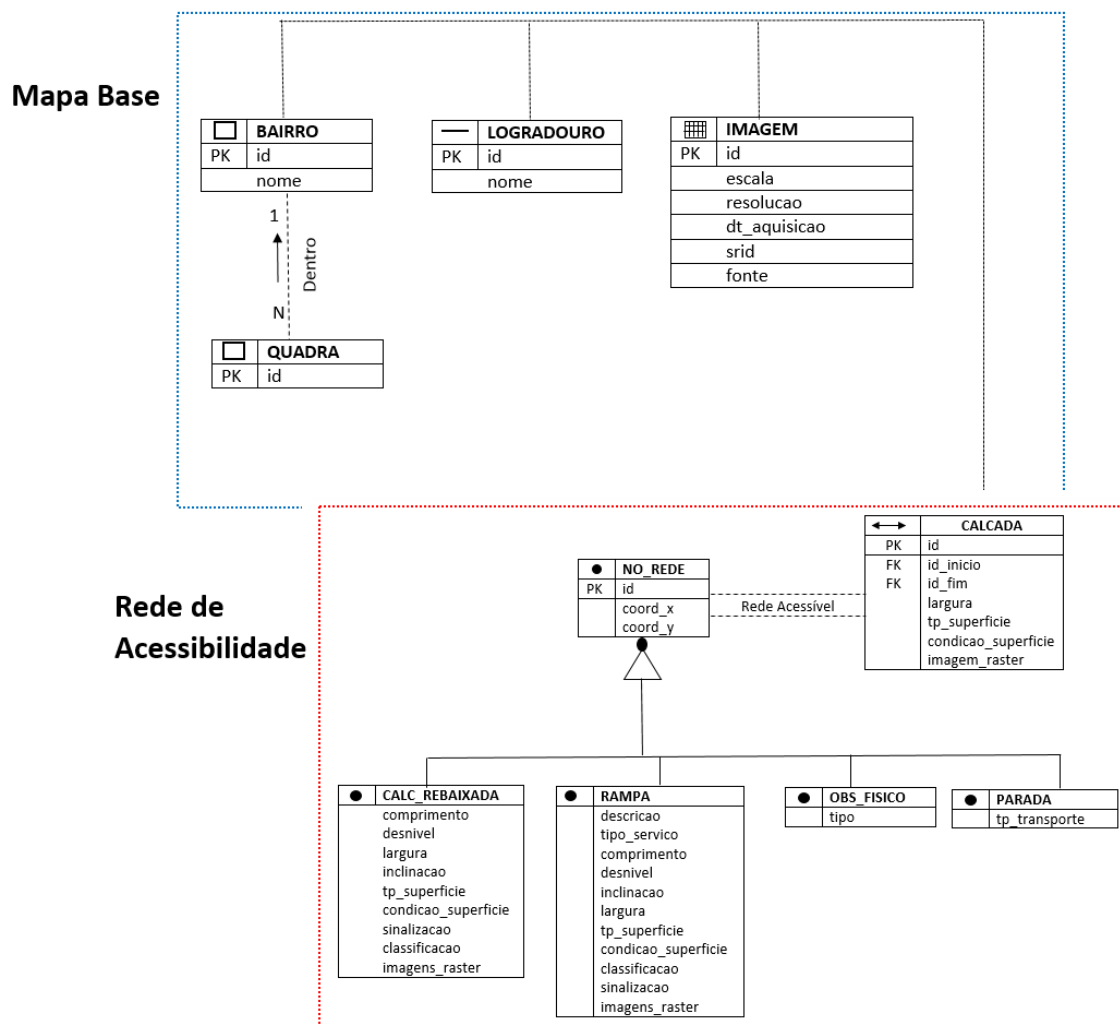 Mapa Base
BAIRRO
PK id
nome
LOGRADOURO
PK id
nome
IMAGEM
PK id
escala
resolucao
dt_aquisicao
srid
fonte
1
Dentro
N
QUADRA
PK id
Rede de
Acessibilidade
NO_REDE
PK id
coord_x
coord_y
Rede Acessível
CALCADA
PK id
FK id_inicio
FK id_fim
largura
tp_superficie
condicao_superficie
imagem_raster
CALC_REBAIXADA
comprimento
desnivel
largura
inclinacao
tp_superficie
condicao_superficie
sinalizacao
classificacao
imagens_raster
RAMPA
descricao
tipo_servico
comprimento
desnivel
inclinacao
largura
tp_superficie
condicao_superficie
classificacao
sinalizacao
imagens_raster
OBS_FISICO
tipo
PARADA
tp_transporte